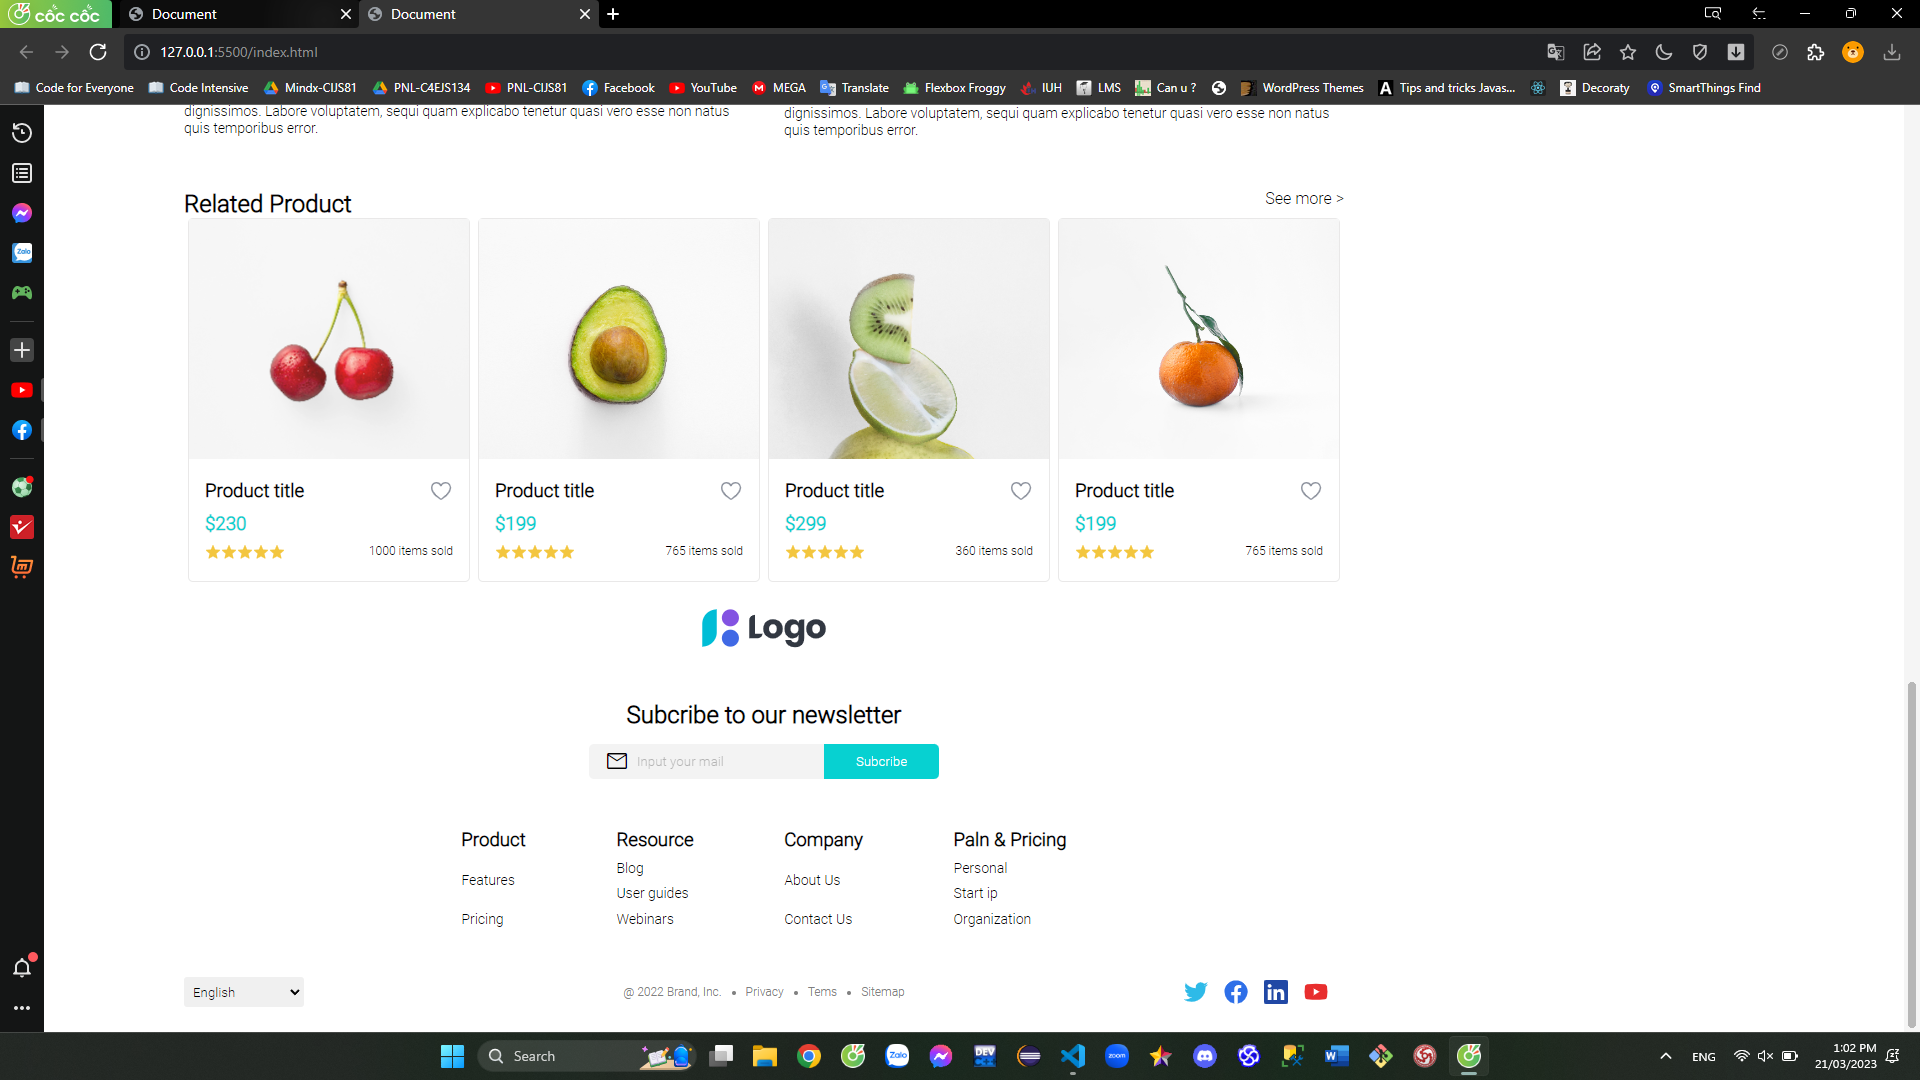 cốc cốc
Document
Document
127.0.0.1:5500/index.html
Code for Everyone
Code Intensive
Mindx-CIJS81
PNL-C4EJS134
PNL-CIJS81
Facebook
YouTube
MEGA
Translate
Flexbox Froggy
IUH
LMS
Can u ?
WordPress Themes
Tips and tricks Javas...
Decoraty
SmartThings Find
dignissimos. Labore voluptatem, sequi quam explicabo tenetur quasi vero esse non natus
quis temporibus error.
dignissimos. Labore voluptatem, sequi quam explicabo tenetur quasi vero esse non natus
quis temporibus error.
Related Product
See more >
Product title
$230
1000 items sold
Product title
$199
765 items sold
Product title
$299
360 items sold
Product title
$199
765 items sold
Logo
Subcribe to our newsletter
Input your mail
Subcribe
Product
Features
Pricing
Resource
Blog
User guides
Webinars
Company
About Us
Contact Us
Paln & Pricing
Personal
Start ip
Organization
English
@ 2022 Brand, Inc. • Privacy • Tems • Sitemap
Zalo
Search
Zalo
DEV
zoom
ENG
1:02 PM
21/03/2023